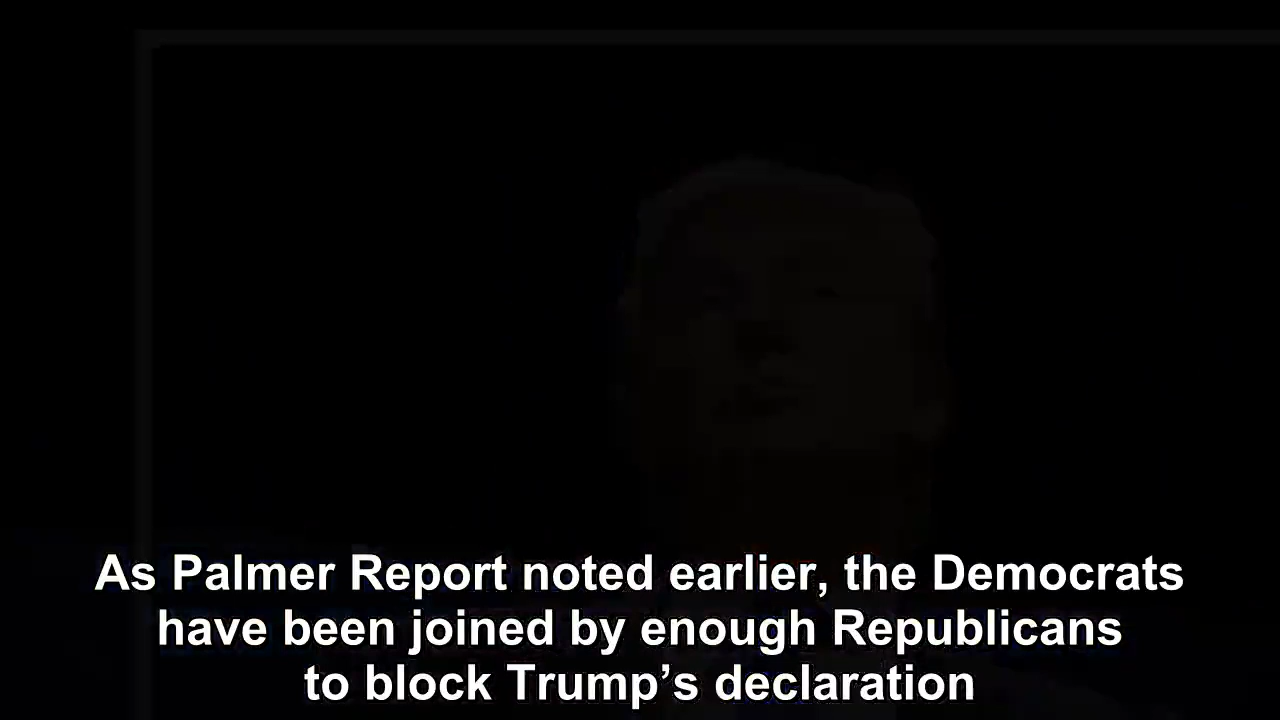 As Palmer Report noted earlier, the Democrats
have been joined by enough Republicans
to block Trump’s declaration